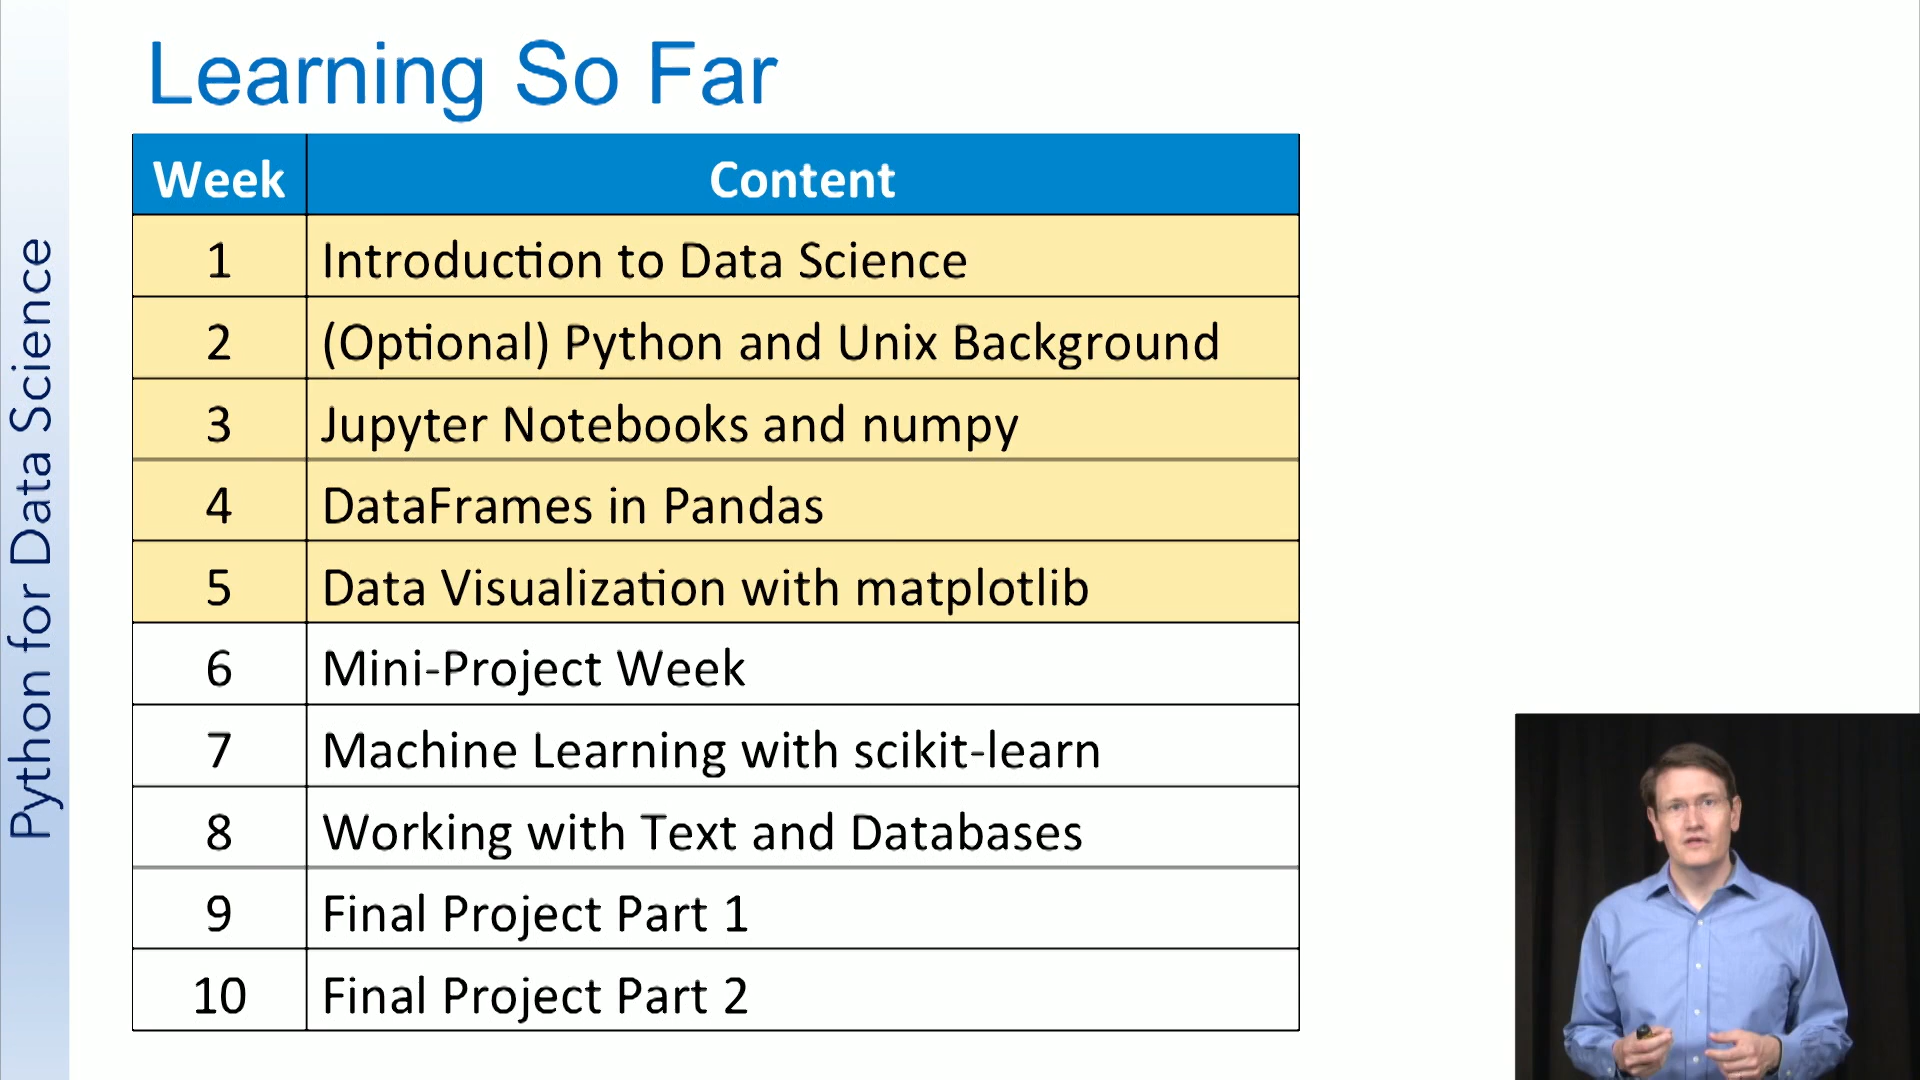 Learning So Far
Week Content
1 Introduction to Data Science
2 (Optional) Python and Unix Background
3 Jupyter Notebooks and numpy
4 DataFrames in Pandas
5 Data Visualization with matplotlib
6 Mini-Project Week
7 Machine Learning with scikit-learn
8 Working with Text and Databases
9 Final Project Part 1
10 Final Project Part 2
Python for Data Science